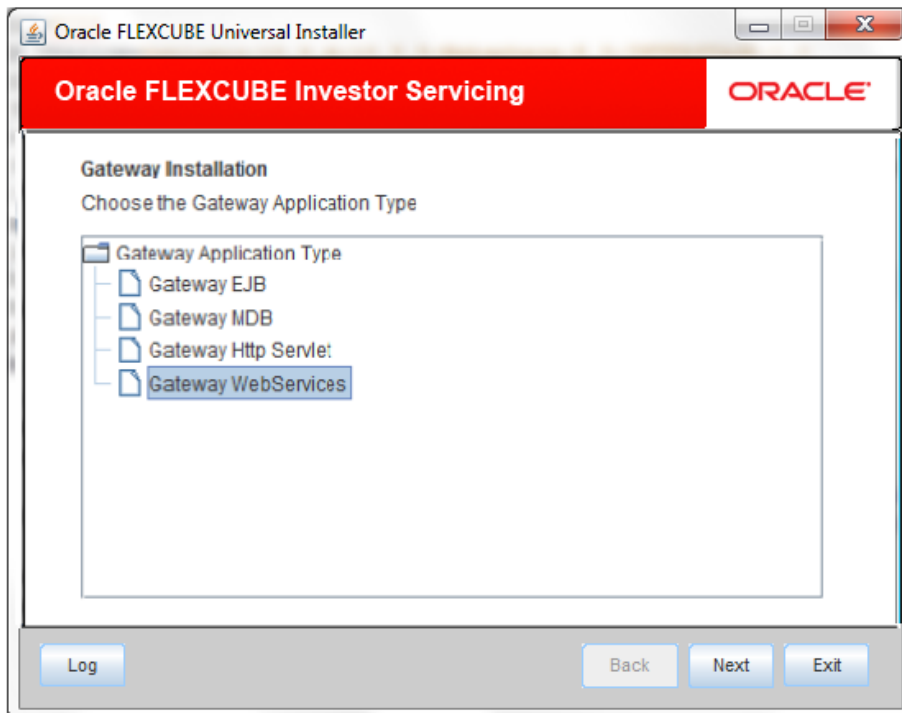 Oracle FLEXCUBE Universal Installer
Oracle FLEXCUBE Investor Servicing
ORACLE
Gateway Installation
Choose the Gateway Application Type
Gateway Application Type
Gateway EJB
Gateway MDB
Gateway Http Servlet
Gateway WebServices
Log
Back
Next
Exit